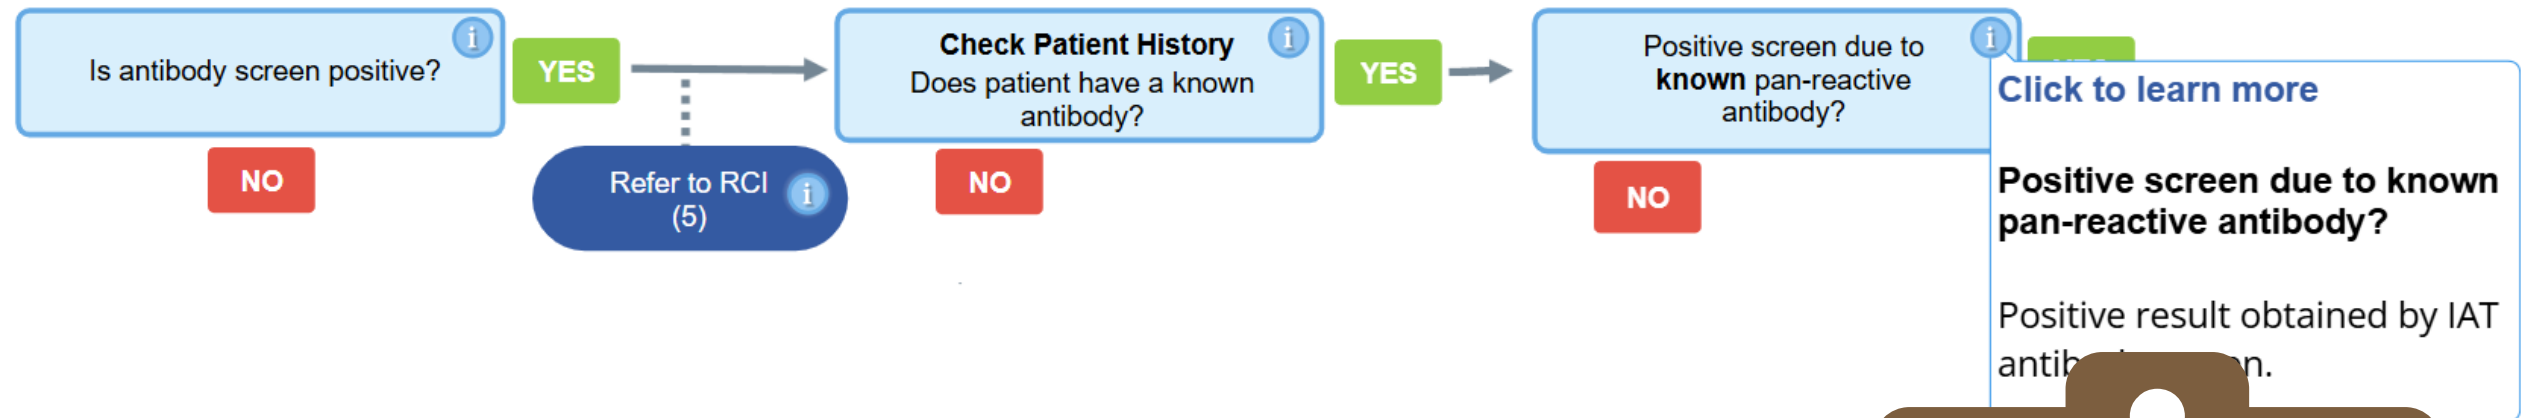 Is antibody screen positive?
YES
NO
Refer to RCI
(5)
Check Patient History
Does patient have a known
antibody?
YES
NO
Positive screen due to
known pan-reactive
antibody?
NO
Click to learn more
Positive screen due to known
pan-reactive antibody?
Positive result obtained by IAT